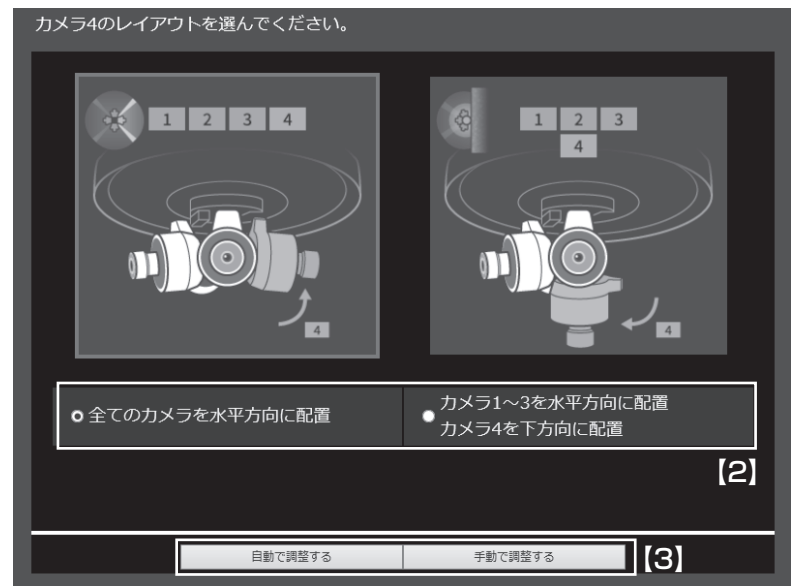 カメラ4のレイアウトを選んでください。
1 2 3 4
4
1 2 3
4
4
全てのカメラを水平方向に配置
カメラ1～3を水平方向に配置
カメラ4を下方向に配置
【2】
自動で調整する
手動で調整する
【3】